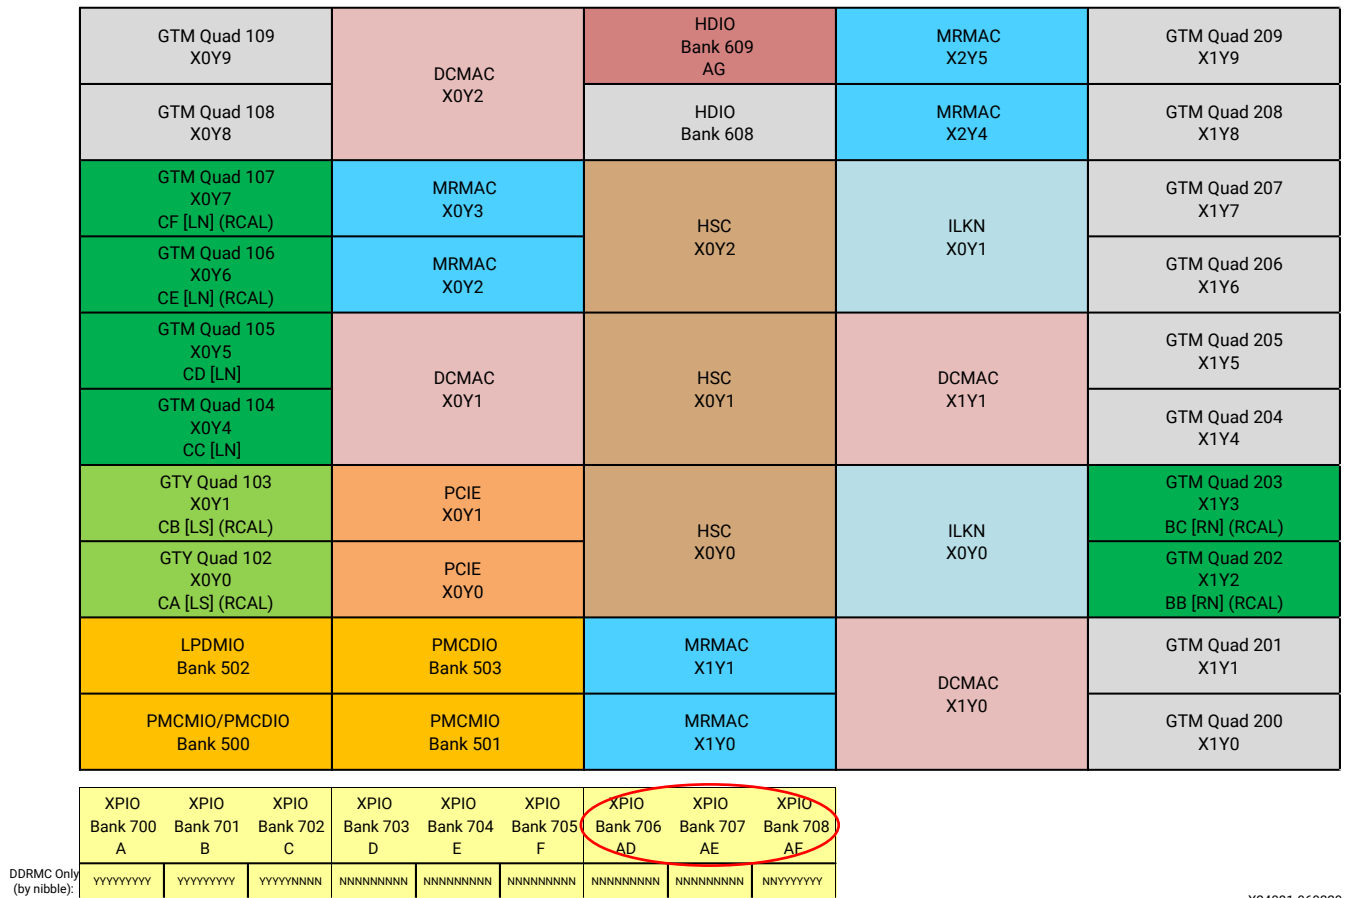 GTM Quad 109
X0Y9
DCMAC
X0Y2
HDIO
Bank 609
AG
MRMAC
X2Y5
GTM Quad 209
X1Y9
GTM Quad 108
X0Y8
HDIO
Bank 608
MRMAC
X2Y4
GTM Quad 208
X1Y8
GTM Quad 107
X0Y7
CF [LN] (RCAL)
MRMAC
X0Y3
HSC
X0Y2
ILKN
X0Y1
GTM Quad 207
X1Y7
GTM Quad 106
X0Y6
CE [LN] (RCAL)
MRMAC
X0Y2
GTM Quad 206
X1Y6
GTM Quad 105
X0Y5
CD [LN]
DCMAC
X0Y1
HSC
X0Y1
DCMAC
X1Y1
GTM Quad 205
X1Y5
GTM Quad 104
X0Y4
CC [LN]
GTM Quad 204
X1Y4
GTY Quad 103
X0Y1
CB [LS] (RCAL)
PCIE
X0Y1
HSC
X0Y0
ILKN
X0Y0
GTM Quad 203
X1Y3
BC [RN] (RCAL)
GTY Quad 102
X0Y0
CA [LS] (RCAL)
PCIE
X0Y0
GTM Quad 202
X1Y2
BB [RN] (RCAL)
LPDMIO
Bank 502
PMCDIO
Bank 503
MRMAC
X1Y1
DCMAC
X1Y0
GTM Quad 201
X1Y1
PMCMIO/PMCDIO
Bank 500
PMCMIO
Bank 501
MRMAC
X1Y0
GTM Quad 200
X1Y0
XPIO
Bank 700
A
XPIO
Bank 701
B
XPIO
Bank 702
C
XPIO
Bank 703
D
XPIO
Bank 704
E
XPIO
Bank 705
F
XPIO
Bank 706
AD
XPIO
Bank 707
AE
XPIO
Bank 708
AF
DDRMC Only
(by nibble):
YYYYYYYYY
YYYYYYYYY
YYYYYNNNN
NNNNNNNNN
NNNNNNNNN
NNNNNNNNN
NNNNNNNNN
NNNNNNNNN
NNYYYYYYY